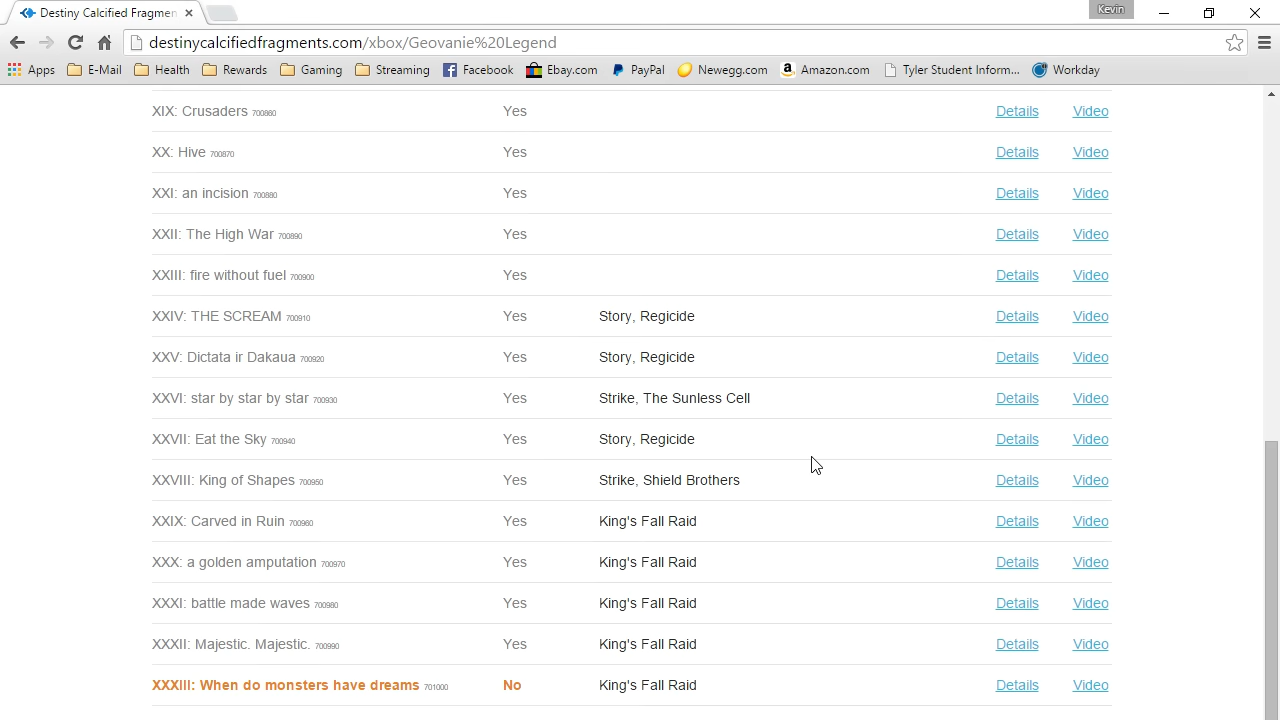 Destiny Calcified Fragmen
Kevin
destinycalcifiedfragments.com/xbox/Geovanie%20Legend
Apps E-Mail Health Rewards Gaming Streaming Facebook Ebay.com PayPal Newegg.com Amazon.com Tyler Student Inform... Workday
XIX: Crusaders 700860 Yes Details Video
XX: Hive 700870 Yes Details Video
XXI: an incision 700880 Yes Details Video
XXII: The High War 700890 Yes Details Video
XXIII: fire without fuel 700900 Yes Details Video
XXIV: THE SCREAM 700910 Yes Story, Regicide Details Video
XXV: Dictata ir Dakaua 700920 Yes Story, Regicide Details Video
XXVI: star by star by star 700930 Yes Strike, The Sunless Cell Details Video
XXVII: Eat the Sky 700940 Yes Story, Regicide Details Video
XXVIII: King of Shapes 700950 Yes Strike, Shield Brothers Details Video
XXIX: Carved in Ruin 700960 Yes King's Fall Raid Details Video
XXX: a golden amputation 700970 Yes King's Fall Raid Details Video
XXXI: battle made waves 700980 Yes King's Fall Raid Details Video
XXXII: Majestic. Majestic. 700990 Yes King's Fall Raid Details Video
XXXIII: When do monsters have dreams 701000 No King's Fall Raid Details Video